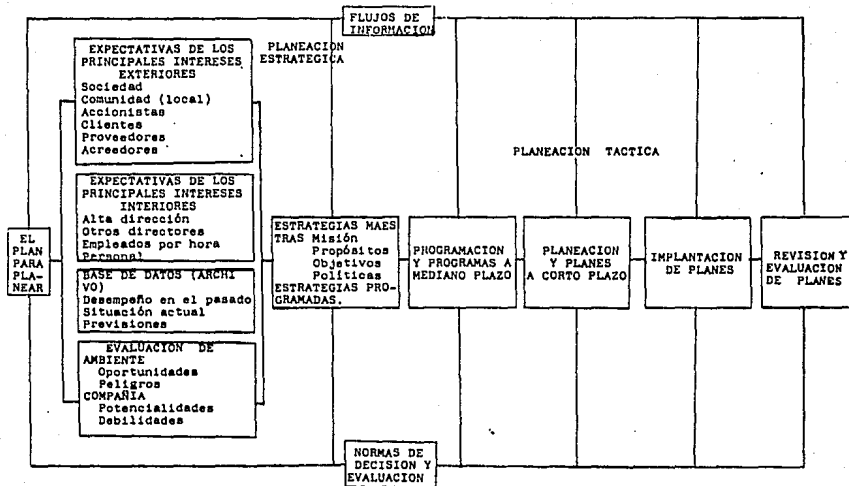 FLUJOS DE
INFORMACION
EXPECTATIVAS DE LOS
PRINCIPALES INTERESES
EXTERIORES
Sociedad
Comunidad (local)
Accionistas
Clientes
Proveedores
Acreedores
PLANEACION
ESTRATEGICA
PLANEACION TACTICA
EXPECTATIVAS DE LOS
PRINCIPALES INTERESES
INTERIORES
Alta dirección
Otros directores
Empleados por hora
Personal
EL
PLAN
PARA
PLA-
NEAR
BASE DE DATOS (ARCHI
VO)
Desempeño en el pasado
Situación actual
Previsiones
EVALUACION DE
AMBIENTE
Oportunidades
Peligros
COMPAÑIA
Potencialidades
Debilidades
ESTRATEGIAS MAES
TRAS Misión
Propósitos
Objetivos
Políticas
ESTRATEGIAS PRO-
GRAMADAS.
PROGRAMACION
Y PROGRAMAS A
MEDIANO PLAZO
PLANEACION
Y PLANES
A CORTO PLAZO
IMPLANTACION
DE PLANES
REVISION Y
EVALUACION
DE PLANES
NORMAS DE
DECISION Y
EVALUACION